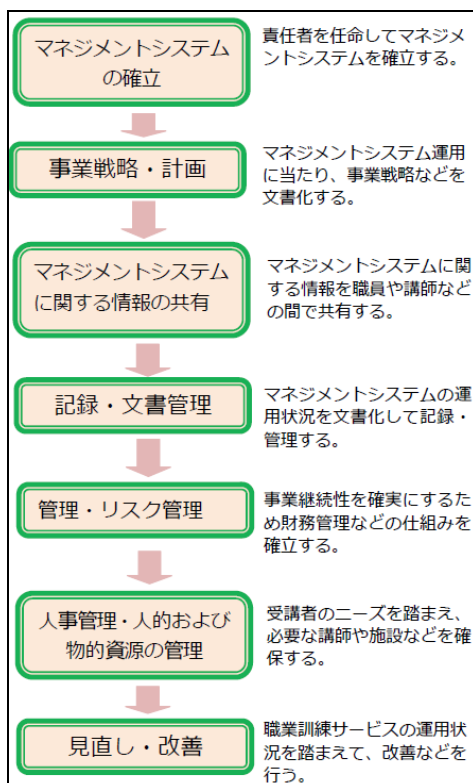 マネジメントシステム
の確立
責任者を任命してマネジメ
ントシステムを確立する。
事業戦略・計画
マネジメントシステム運用
に当たり、事業戦略などを
文書化する。
マネジメントシステム
に関する情報の共有
マネジメントシステムに関
する情報を職員や講師など
の間で共有する。
記録・文書管理
マネジメントシステムの運
用状況を文書化して記録・
管理する。
管理・リスク管理
事業継続性を確実にするた
め財務管理などの仕組みを
確立する。
人事管理・人的および
物的資源の管理
受講者のニーズを踏まえ、
必要な講師や施設などを確
保する。
見直し・改善
職業訓練サービスの運用状
況を踏まえて、改善などを
行う。